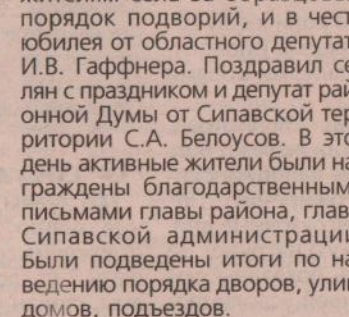 порядок подворий, и в чест
юбилея от областного депутат
И.В. Гаффнера. Поздравил се
лян с праздником и депутат рай
онной Думы от Сипавской тер
ритории С.А. Белоусов. В это
день активные жители были на
граждены благодарственным
письмами главы района, глав
Сипавской администраци
Были подведены итоги по на
ведению порядка дворов, улиц
домов, подъездов.